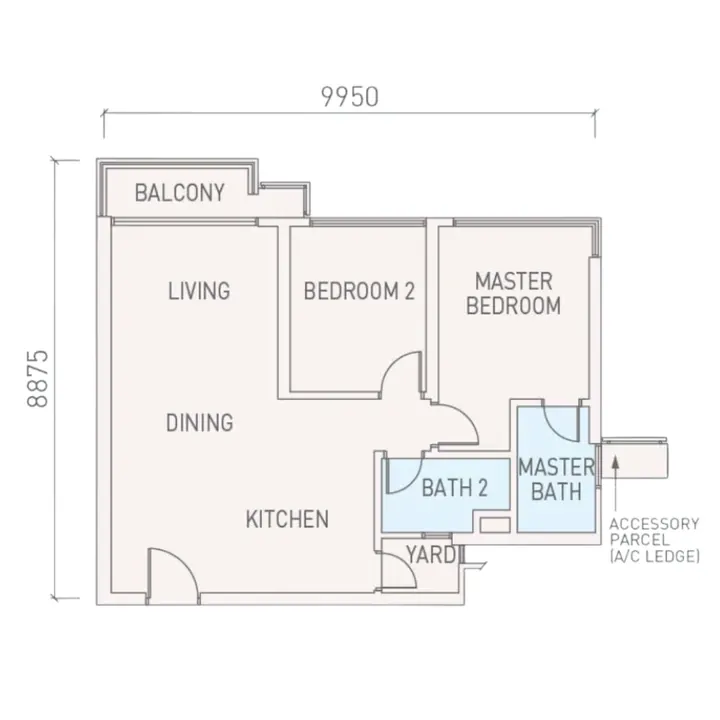 9950
8875
BALCONY
LIVING
BEDROOM 2
MASTER
BEDROOM
DINING
KITCHEN
BATH 2
MASTER
BATH
YARD
ACCESSORY
PARCEL
(A/C LEDGE)